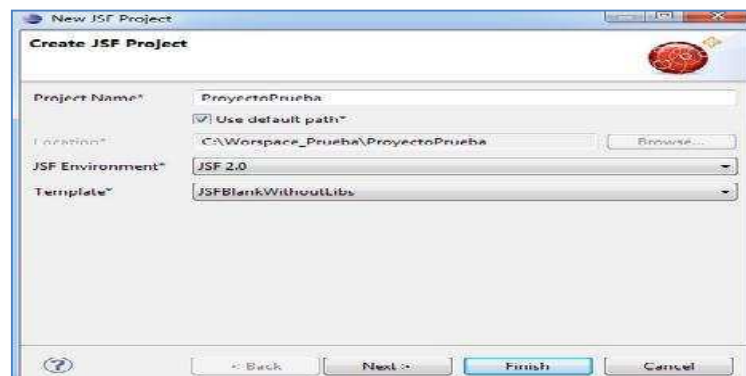 New JSF Project
Create JSF Project
Project Name* ProyectoPrueba
Use default path*
Location* C:\Worspace_Prueba\ProyectoPrueba Browse...
JSF Environment* JSF 2.0
Template* JSFBlankWithoutLibs
? < Back Next > Finish Cancel